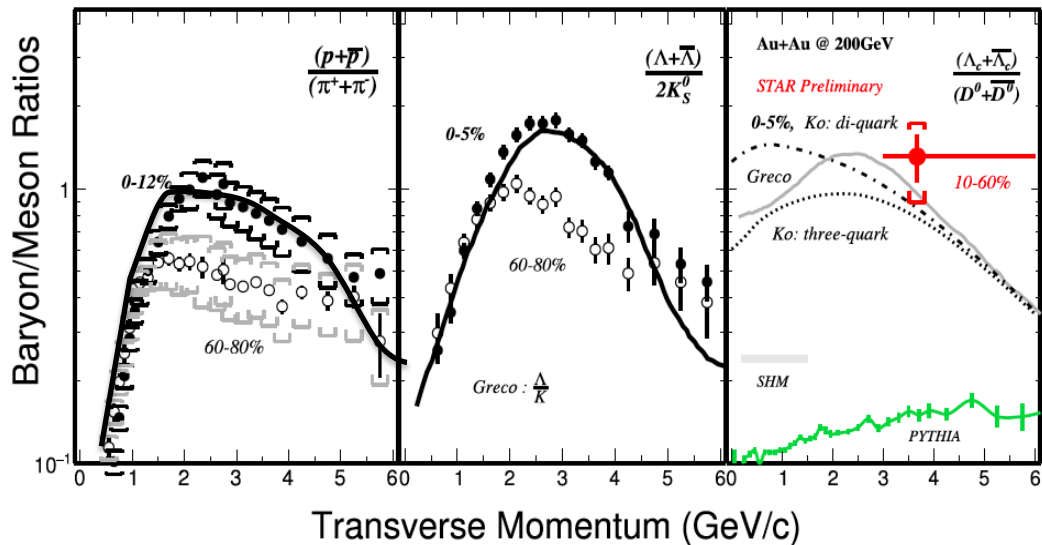 Baryon/Meson Ratios
1
10⁻¹
(p+p̅)
(π⁺+π⁻)
0-12%
60-80%
0 1 2 3 4 5 6
(Λ+Λ̅)
2K⁰_S
0-5%
60-80%
Greco : Λ/K
0 1 2 3 4 5 6
Au+Au @ 200GeV
(Λ_c+Λ̅_c)
(D⁰+D̅⁰)
STAR Preliminary
0-5%, Ko: di-quark
Greco
10-60%
Ko: three-quark
SHM
PYTHIA
0 1 2 3 4 5 6
Transverse Momentum (GeV/c)